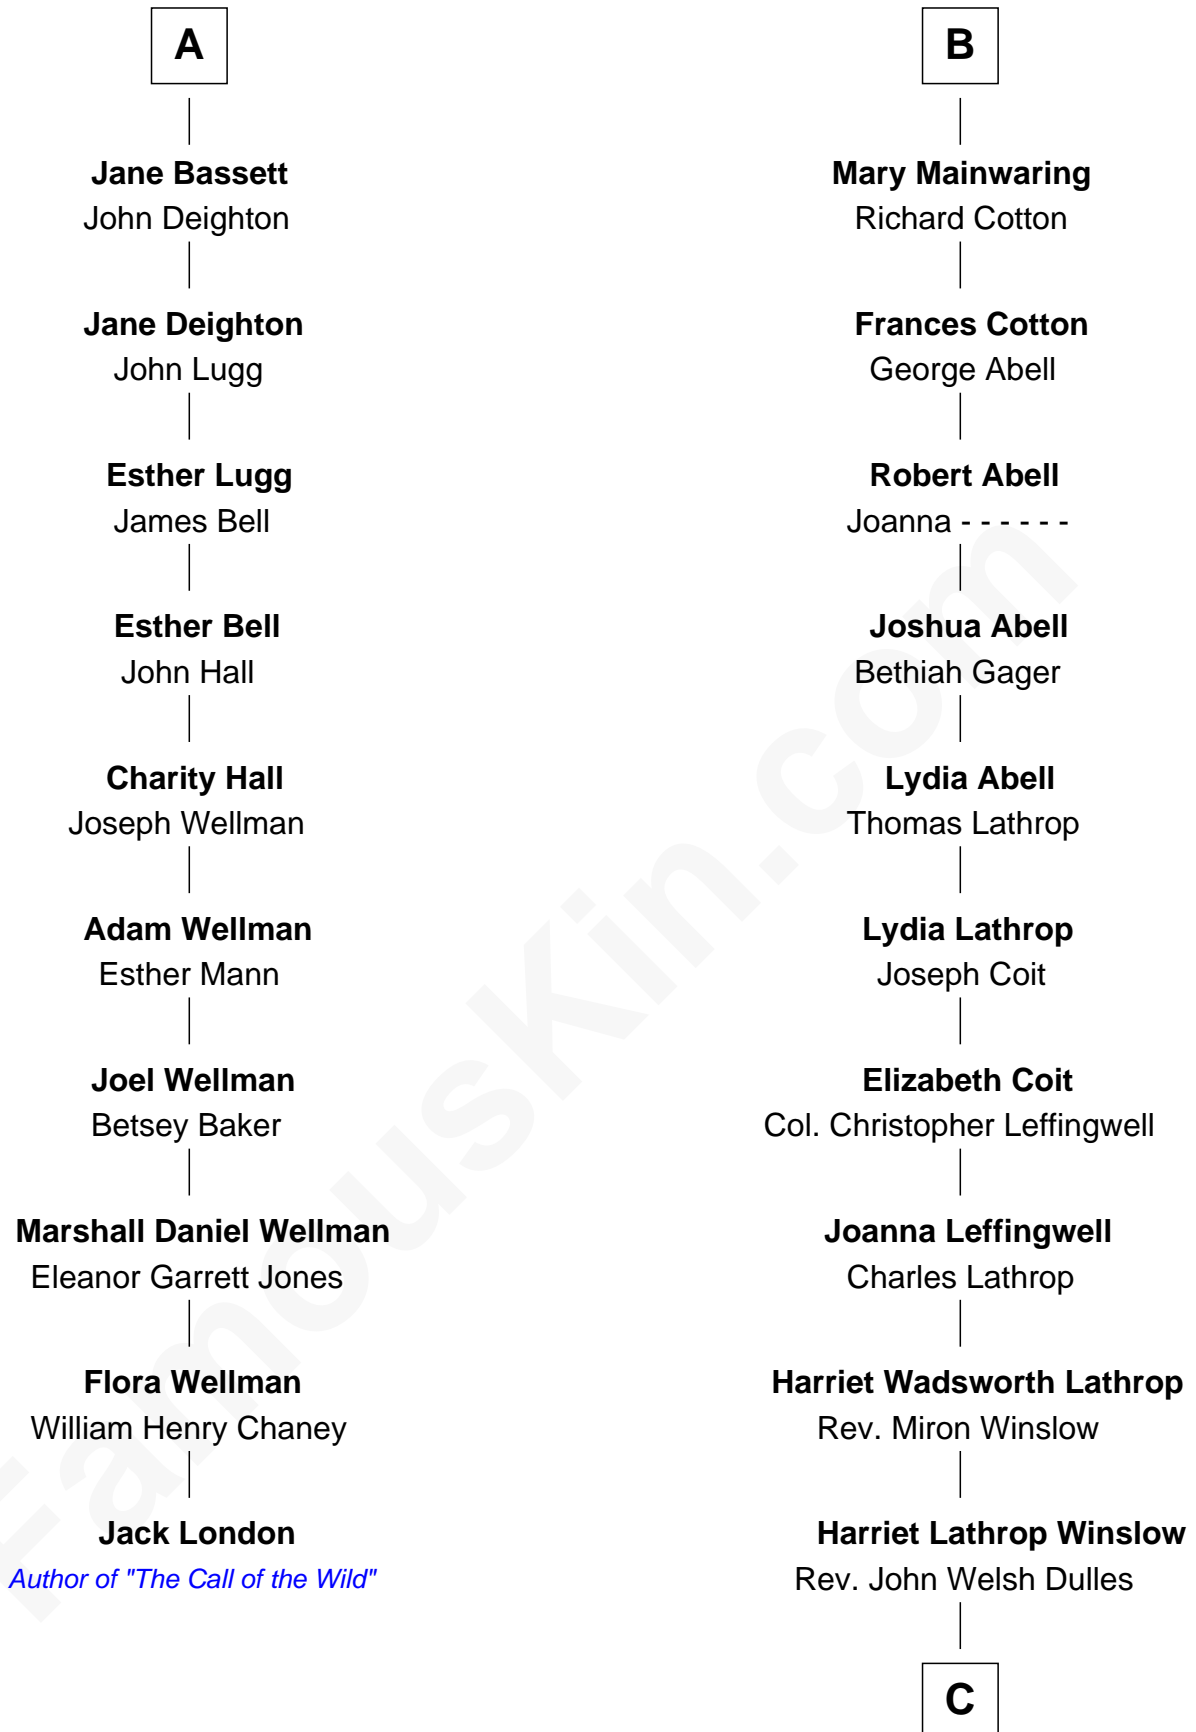 A
Jane Bassett
John Deighton
Jane Deighton
John Lugg
Esther Lugg
James Bell
Esther Bell
John Hall
Charity Hall
Joseph Wellman
Adam Wellman
Esther Mann
Joel Wellman
Betsey Baker
Marshall Daniel Wellman
Eleanor Garrett Jones
Flora Wellman
William Henry Chaney
Jack London
Author of "The Call of the Wild"
B
Mary Mainwaring
Richard Cotton
Frances Cotton
George Abell
Robert Abell
Joanna - - - - - -
Joshua Abell
Bethiah Gager
Lydia Abell
Thomas Lathrop
Lydia Lathrop
Joseph Coit
Elizabeth Coit
Col. Christopher Leffingwell
Joanna Leffingwell
Charles Lathrop
Harriet Wadsworth Lathrop
Rev. Miron Winslow
Harriet Lathrop Winslow
Rev. John Welsh Dulles
C
FamousKin.com